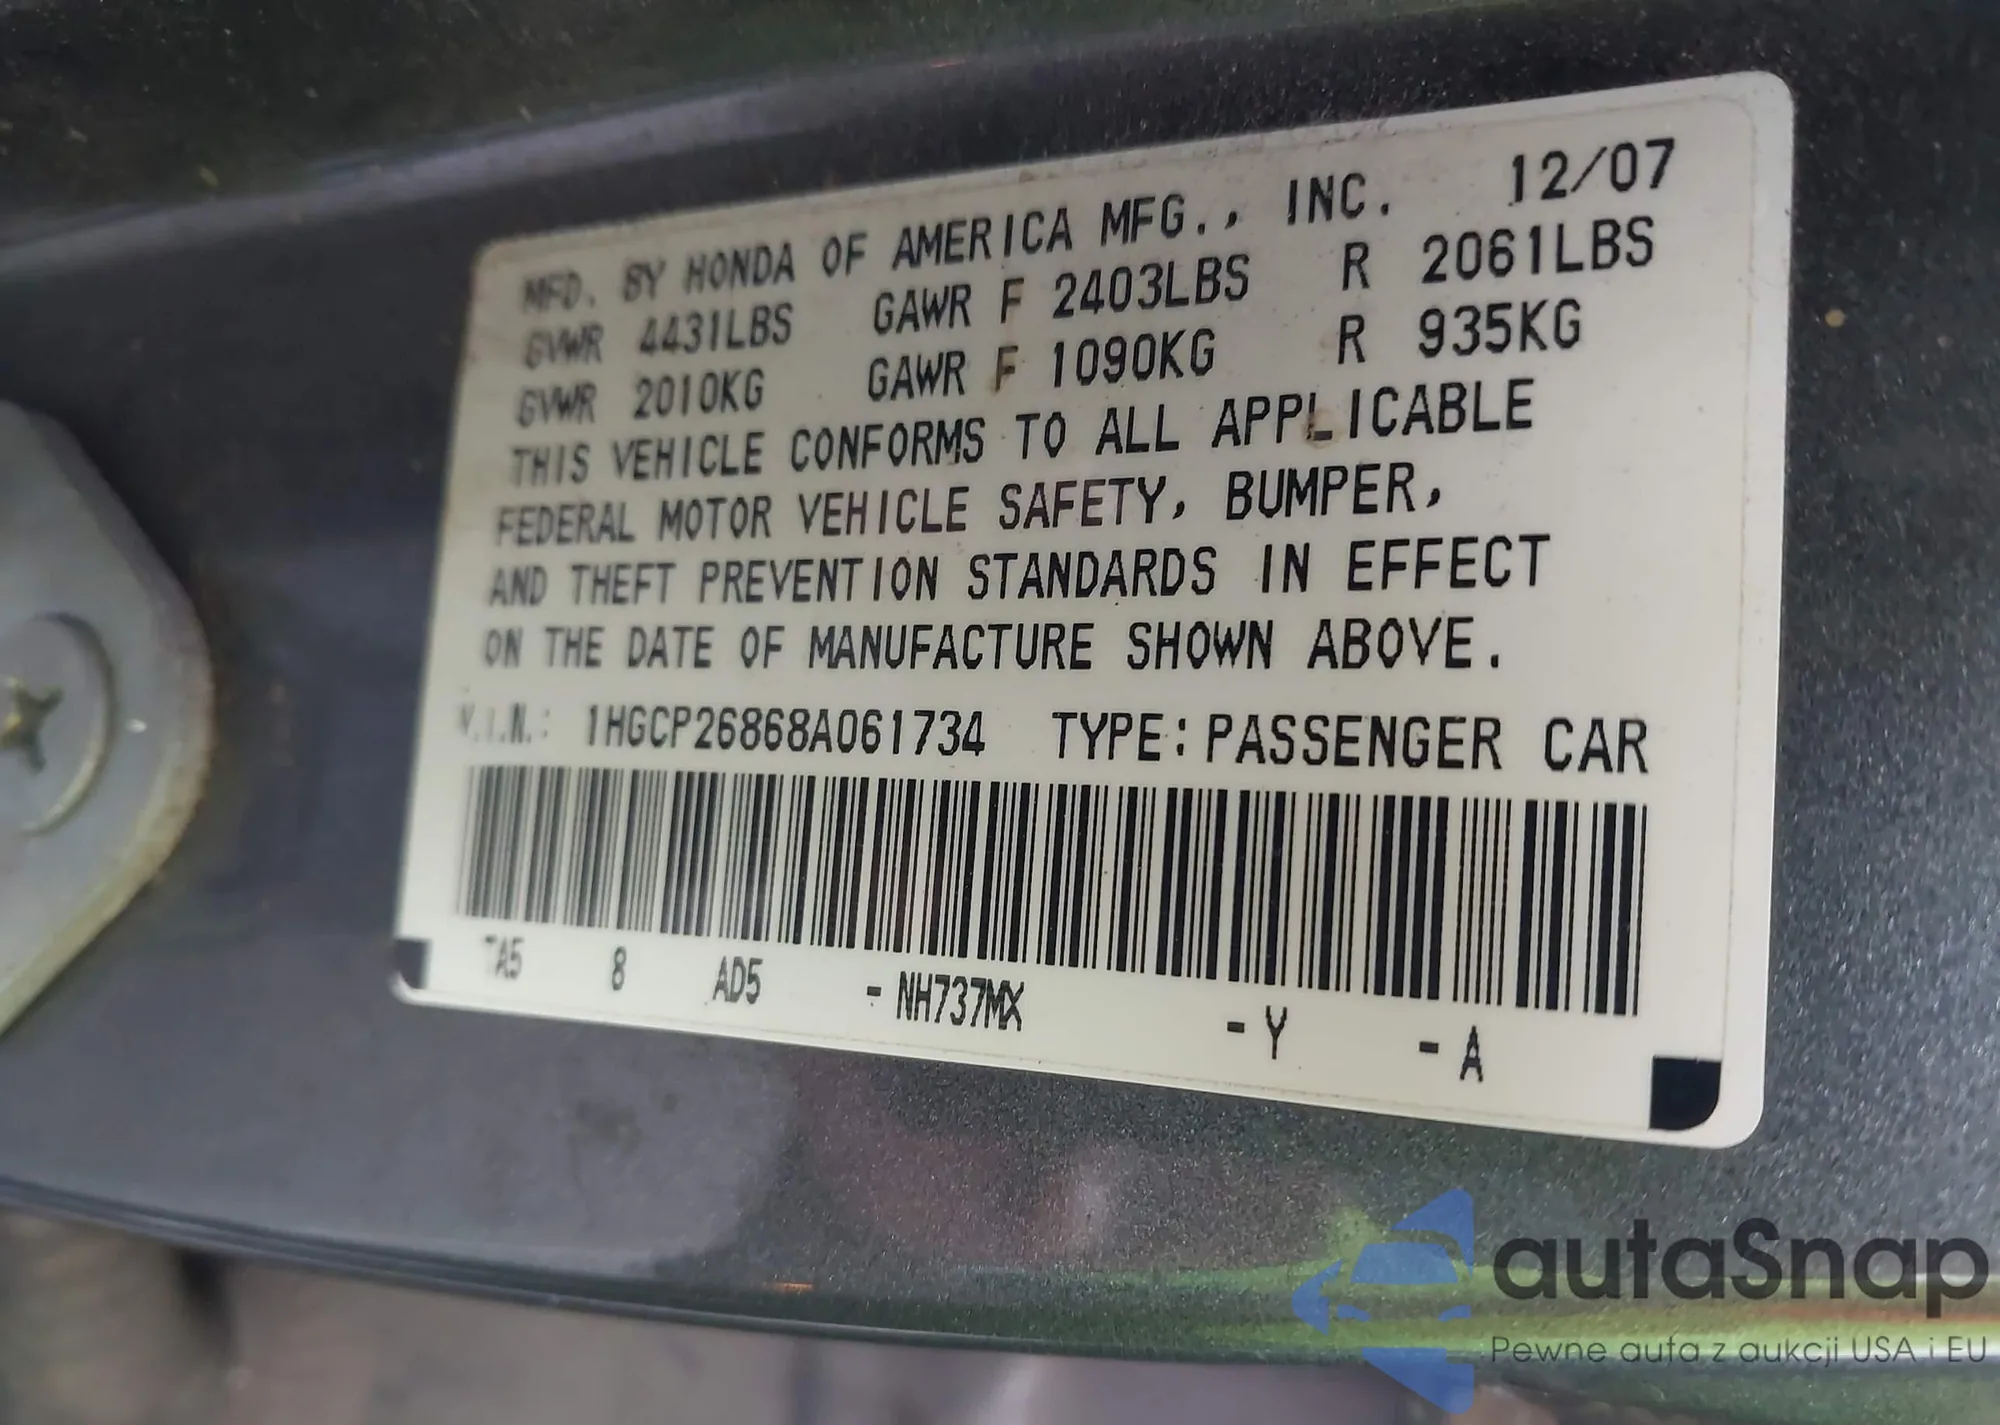 MFD. BY HONDA OF AMERICA MFG., INC. 12/07
GVWR 4431LBS GAWR F 2403LBS R 2061LBS
GVWR 2010KG GAWR F 1090KG R 935KG
THIS VEHICLE CONFORMS TO ALL APPLICABLE
FEDERAL MOTOR VEHICLE SAFETY, BUMPER,
AND THEFT PREVENTION STANDARDS IN EFFECT
ON THE DATE OF MANUFACTURE SHOWN ABOVE.
V.I.N.: 1HGCP26868A061734 TYPE: PASSENGER CAR
TA5 8 AD5 - NH737MX - Y - A
autaSnap
Pewne auta z aukcji USA i EU